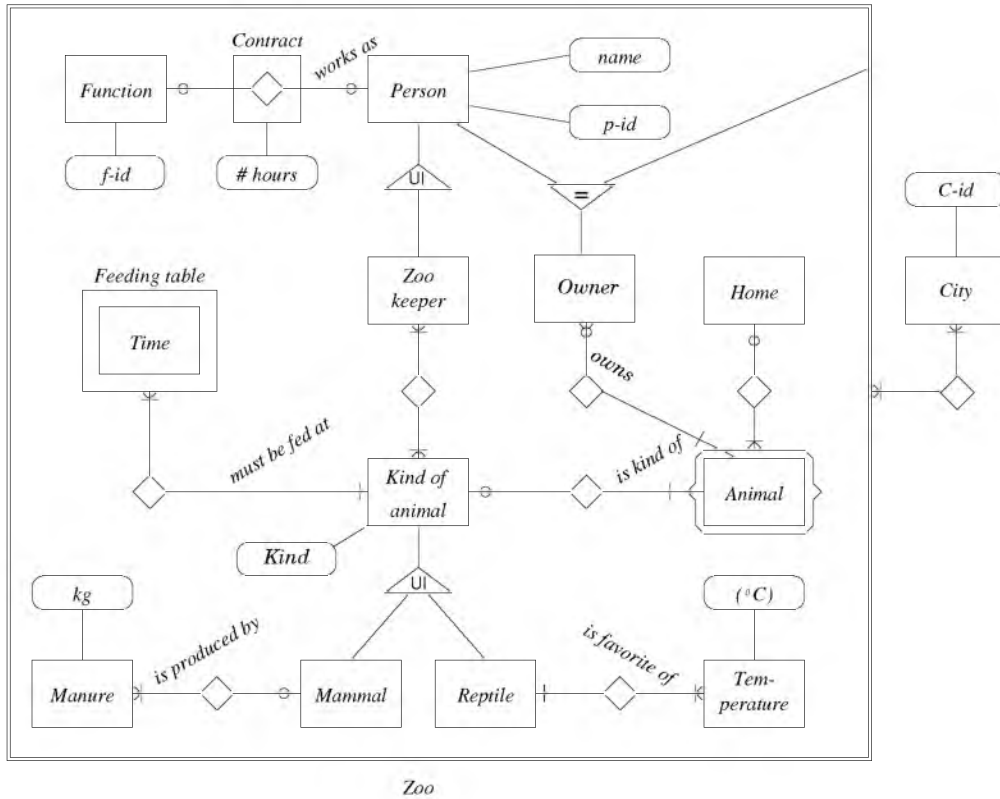 Contract
works as
Function
Person
name
p-id
f-id
# hours
UI
=
C-id
Feeding table
Zoo
keeper
Owner
Home
City
Time
owns
must be fed at
is kind of
Kind of
animal
Animal
Kind
UI
kg
(°C)
is produced by
is favorite of
Manure
Mammal
Reptile
Tem-
perature
Zoo